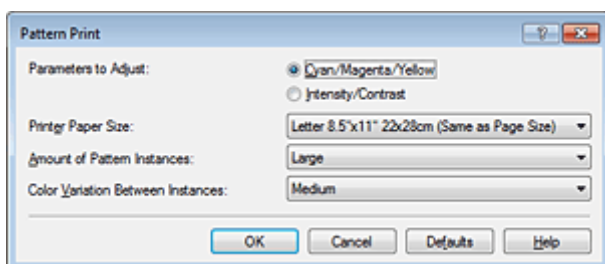 Pattern Print
Parameters to Adjust:
Cyan/Magenta/Yellow
Intensity/Contrast
Printer Paper Size:
Letter 8.5"x11" 22x28cm (Same as Page Size)
Amount of Pattern Instances:
Large
Color Variation Between Instances:
Medium
OK Cancel Defaults Help